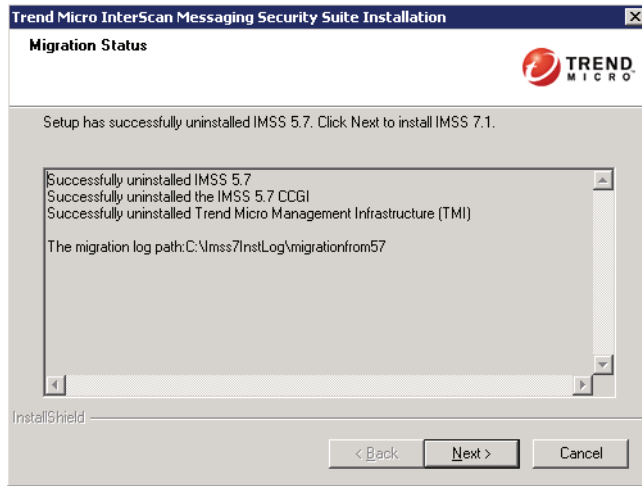 Trend Micro InterScan Messaging Security Suite Installation
Migration Status
TREND
MICRO
Setup has successfully uninstalled IMSS 5.7. Click Next to install IMSS 7.1.
Successfully uninstalled IMSS 5.7
Successfully uninstalled the IMSS 5.7 CCGI
Successfully uninstalled Trend Micro Management Infrastructure (TMI)
The migration log path:C:\Imss7InstLog\migrationfrom57
InstallShield
< Back
Next >
Cancel